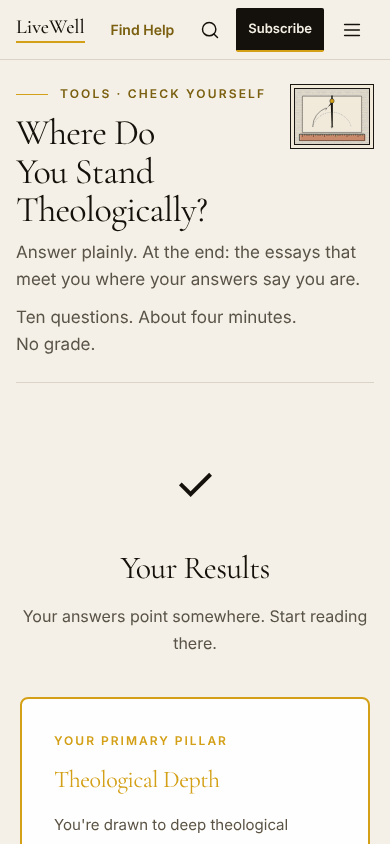 LiveWell
Find Help
Subscribe
TOOLS · CHECK YOURSELF
Where Do
You Stand
Theologically?
Answer plainly. At the end: the essays that
meet you where your answers say you are.
Ten questions. About four minutes.
No grade.
Your Results
Your answers point somewhere. Start reading
there.
YOUR PRIMARY PILLAR
Theological Depth
You're drawn to deep theological